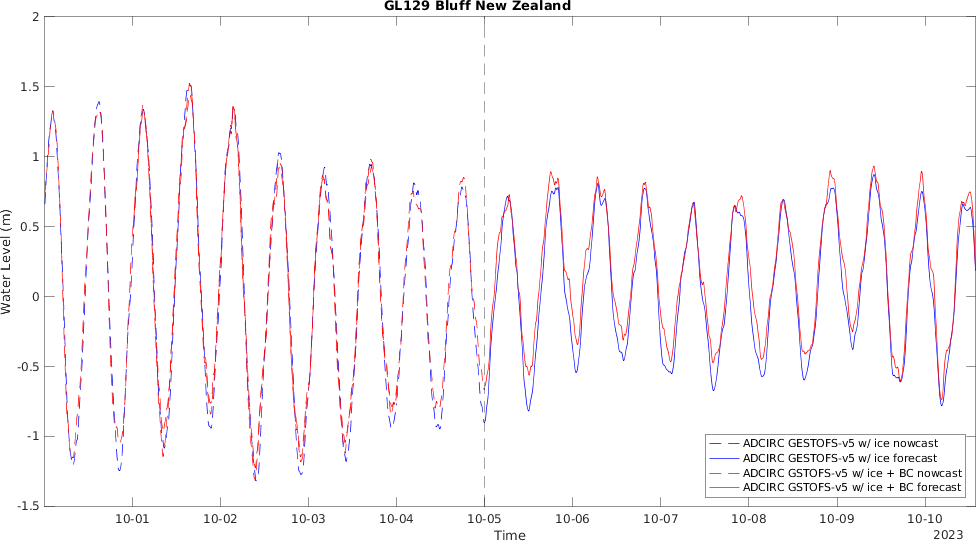 GL129 Bluff New Zealand
2
1.5
1
0.5
0
-0.5
-1
-1.5
Water Level (m)
ADCIRC GESTOFS-v5 w/ ice nowcast
ADCIRC GESTOFS-v5 w/ ice forecast
ADCIRC GSTOFS-v5 w/ ice + BC nowcast
ADCIRC GSTOFS-v5 w/ ice + BC forecast
10-01 10-02 10-03 10-04 10-05 10-06 10-07 10-08 10-09 10-10
Time
2023